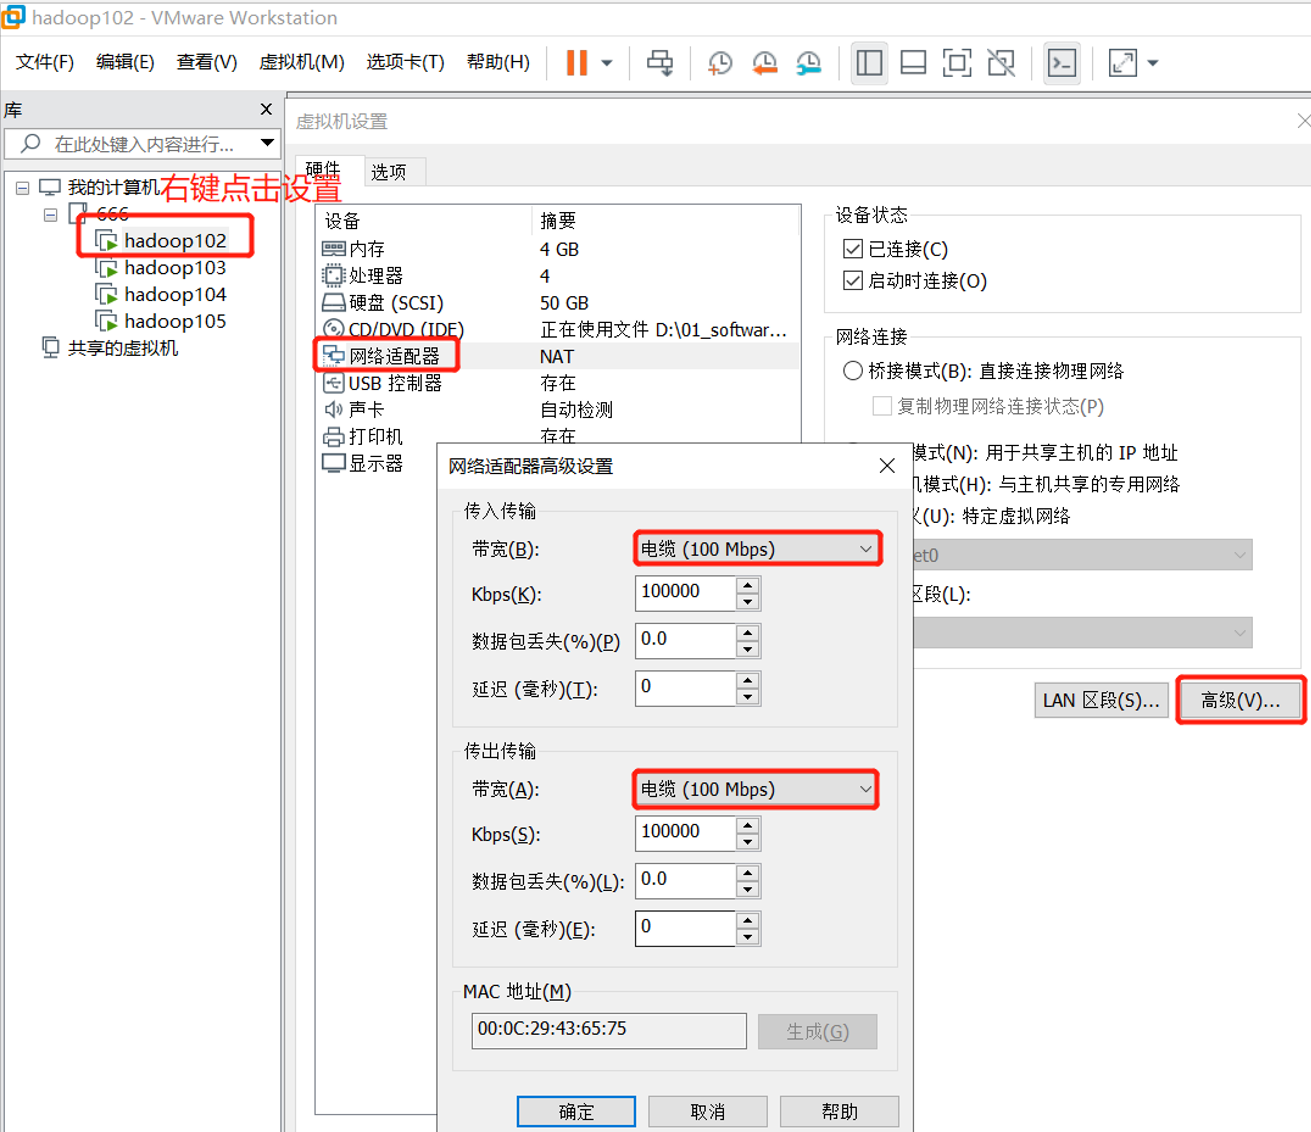 hadoop102 - VMware Workstation
文件(F) 编辑(E) 查看(V) 虚拟机(M) 选项卡(T) 帮助(H)
库
在此处键入内容进行...
我的计算机
右键点击设置
666
hadoop102
hadoop103
hadoop104
hadoop105
共享的虚拟机
虚拟机设置
硬件 选项
设备 摘要
内存 4 GB
处理器 4
硬盘 (SCSI) 50 GB
CD/DVD (IDE) 正在使用文件 D:\01_softwar...
网络适配器 NAT
USB 控制器 存在
声卡 自动检测
打印机 存在
显示器
设备状态
已连接(C)
启动时连接(O)
网络连接
桥接模式(B): 直接连接物理网络
复制物理网络连接状态(P)
模式(N): 用于共享主机的 IP 地址
机模式(H): 与主机共享的专用网络
(U): 特定虚拟网络
et0
区段(L):
LAN 区段(S)... 高级(V)...
网络适配器高级设置
传入传输
带宽(B): 电缆 (100 Mbps)
Kbps(K): 100000
数据包丢失(%)(P) 0.0
延迟 (毫秒)(T): 0
传出传输
带宽(A): 电缆 (100 Mbps)
Kbps(S): 100000
数据包丢失(%)(L): 0.0
延迟 (毫秒)(E): 0
MAC 地址(M)
00:0C:29:43:65:75 生成(G)
确定 取消 帮助